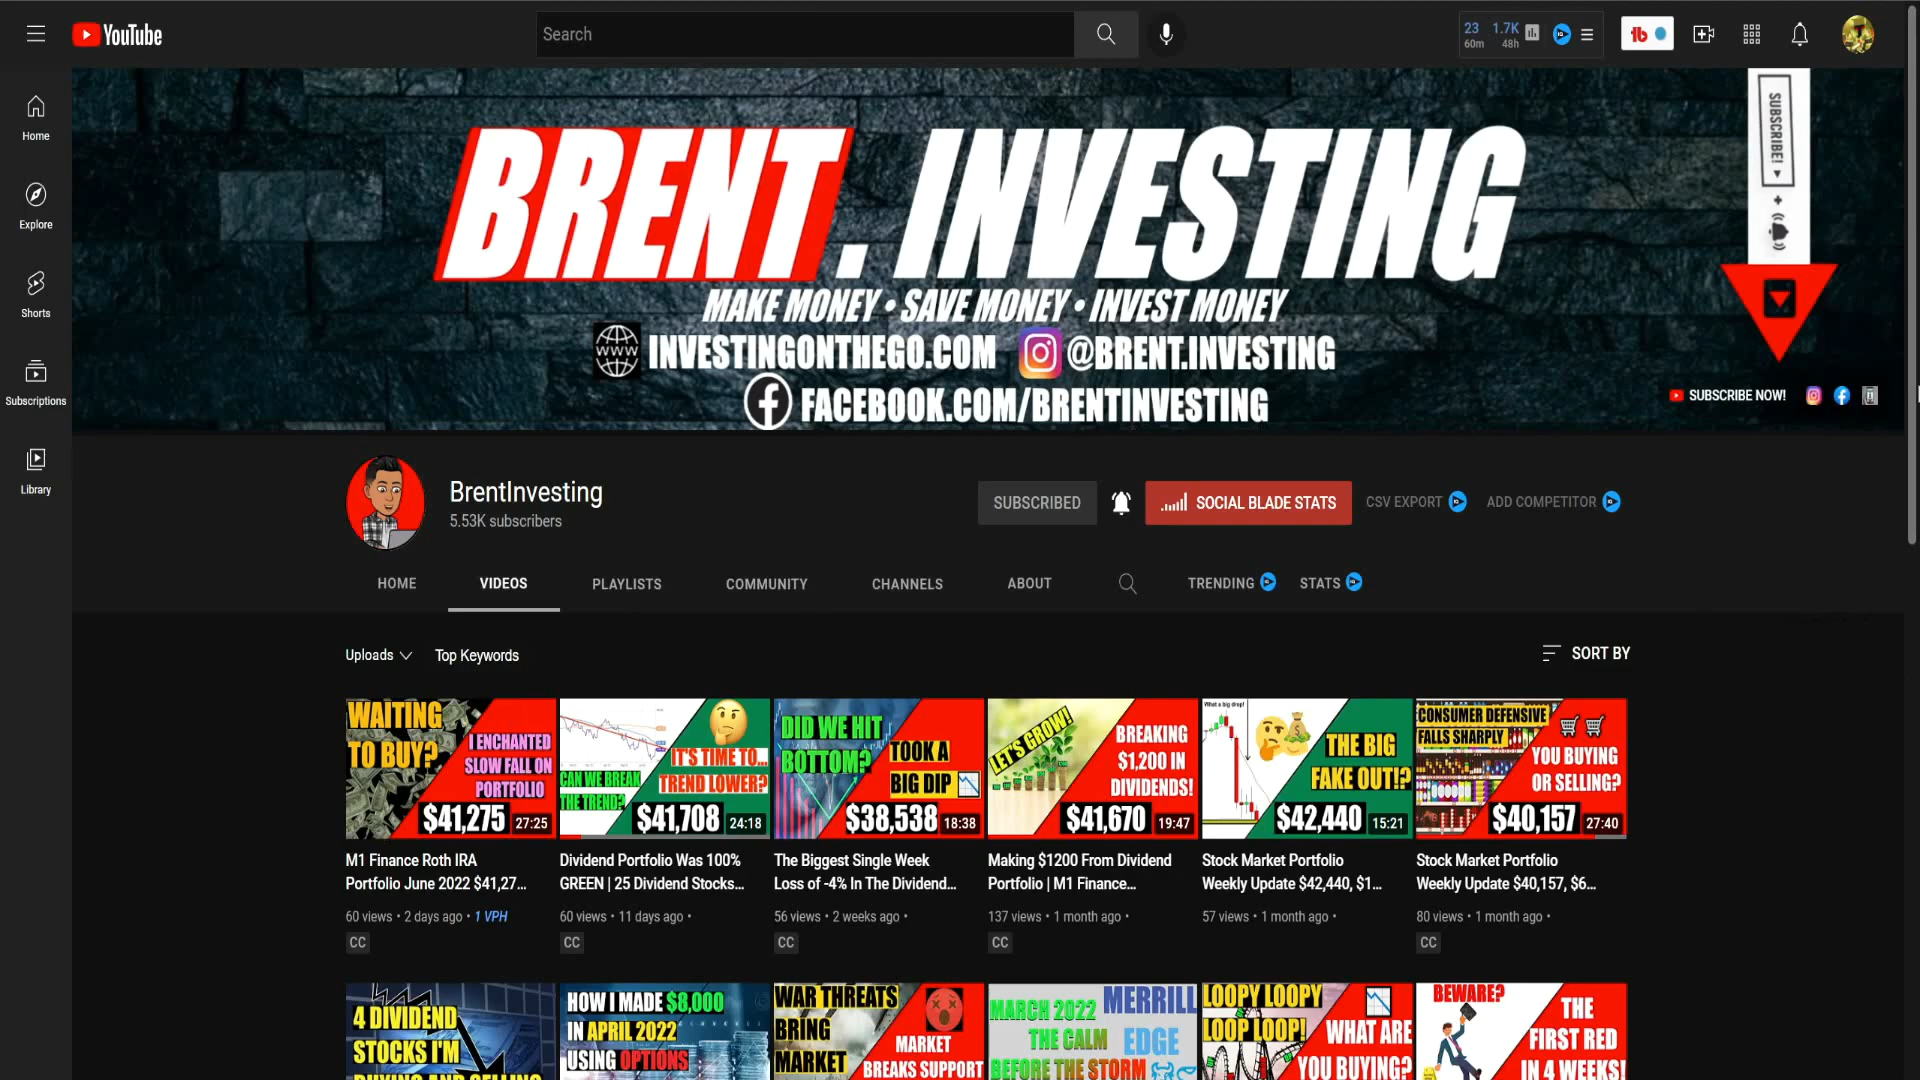 YouTube
Search
23
60m
1.7K
48h
Home
Explore
Shorts
Subscriptions
Library
SUBSCRIBE!
BRENT.INVESTING
MAKE MONEY • SAVE MONEY • INVEST MONEY
WWW
INVESTINGONTHEGO.COM
@BRENT.INVESTING
FACEBOOK.COM/BRENTINVESTING
SUBSCRIBE NOW!
BrentInvesting
5.53K subscribers
SUBSCRIBED
SOCIAL BLADE STATS
CSV EXPORT
ADD COMPETITOR
HOME
VIDEOS
PLAYLISTS
COMMUNITY
CHANNELS
ABOUT
TRENDING
STATS
Uploads
Top Keywords
SORT BY
WAITING
TO BUY?
I ENCHANTED
SLOW FALL ON
PORTFOLIO
$41,275
27:25
IT'S TIME TO...
TREND LOWER?
CAN WE BREAK
THE TREND?
$41,708
24:18
DID WE HIT
BOTTOM?
TOOK A
BIG DIP
$38,538
18:38
LET'S GROW!
BREAKING
$1,200 IN
DIVIDENDS!
$41,670
19:47
What a big drop!
THE BIG
FAKE OUT!?
$42,440
15:21
CONSUMER DEFENSIVE
FALLS SHARPLY
YOU BUYING
OR SELLING?
$40,157
27:40
M1 Finance Roth IRA
Portfolio June 2022 $41,27...
60 views • 2 days ago • 1 VPH
CC
Dividend Portfolio Was 100%
GREEN | 25 Dividend Stocks...
60 views • 11 days ago •
CC
The Biggest Single Week
Loss of -4% In The Dividend...
56 views • 2 weeks ago •
CC
Making $1200 From Dividend
Portfolio | M1 Finance...
137 views • 1 month ago •
CC
Stock Market Portfolio
Weekly Update $42,440, $1...
57 views • 1 month ago •
Stock Market Portfolio
Weekly Update $40,157, $6...
80 views • 1 month ago •
CC
4 DIVIDEND
STOCKS I'M
BUYING AND SELLING
HOW I MADE $8,000
IN APRIL 2022
USING OPTIONS
WAR THREATS
BRING
MARKET
MARKET
BREAKS SUPPORT
MARCH 2022
THE CALM
BEFORE THE STORM
MERRILL
EDGE
LOOPY LOOPY
LOOP LOOP!
WHAT ARE
YOU BUYING?
BEWARE?
THE
FIRST RED
IN 4 WEEKS!